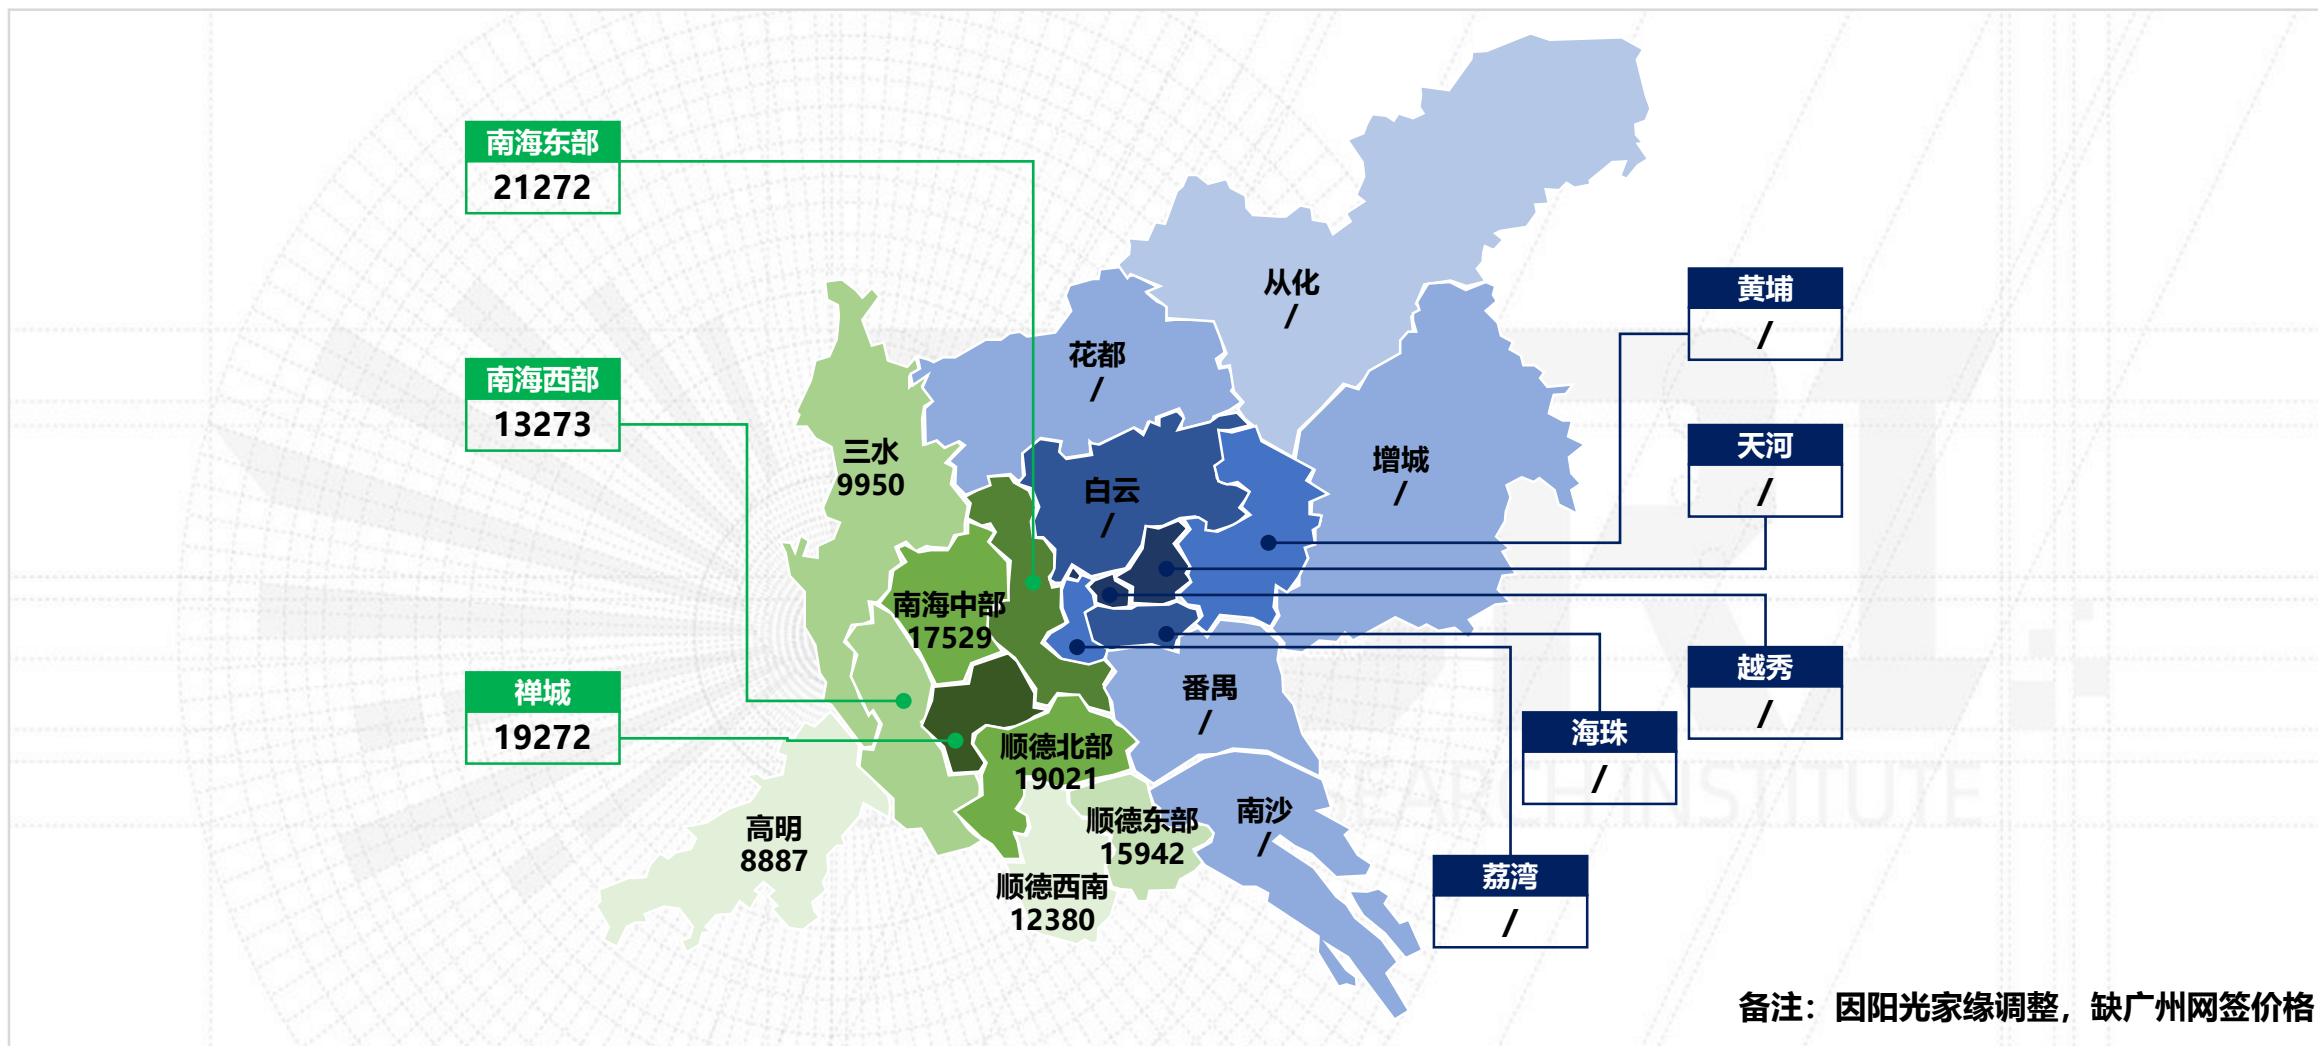 南海东部
21272
南海西部
13273
禅城
19272
三水
9950
南海中部
17529
高明
8887
顺德北部
19021
顺德东部
15942
顺德西南
12380
从化
/
花都
/
白云
/
增城
/
番禺
/
南沙
/
黄埔
/
天河
/
越秀
/
海珠
/
荔湾
/
SEARCH INSTITUTE
备注：因阳光家缘调整，缺广州网签价格